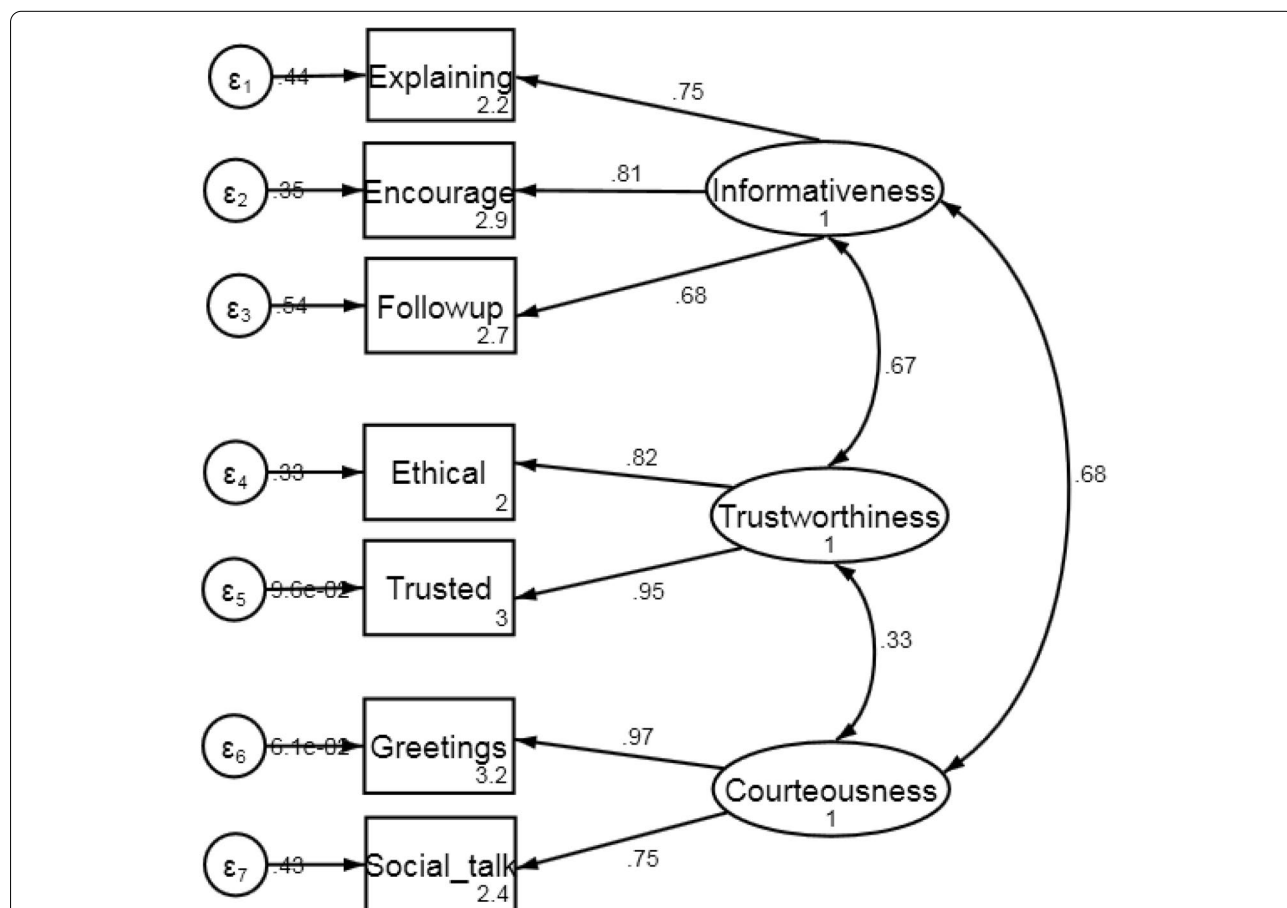 ε1 .44 Explaining 2.2
.75
ε2 .35 Encourage 2.9
.81
Informativeness 1
ε3 .54 Followup 2.7
.68
.67
ε4 .33 Ethical 2
.82
Trustworthiness 1
.68
ε5 9.6e-02 Trusted 3
.95
.33
ε6 6.1e-02 Greetings 3.2
.97
Courteousness 1
ε7 .43 Social_talk 2.4
.75